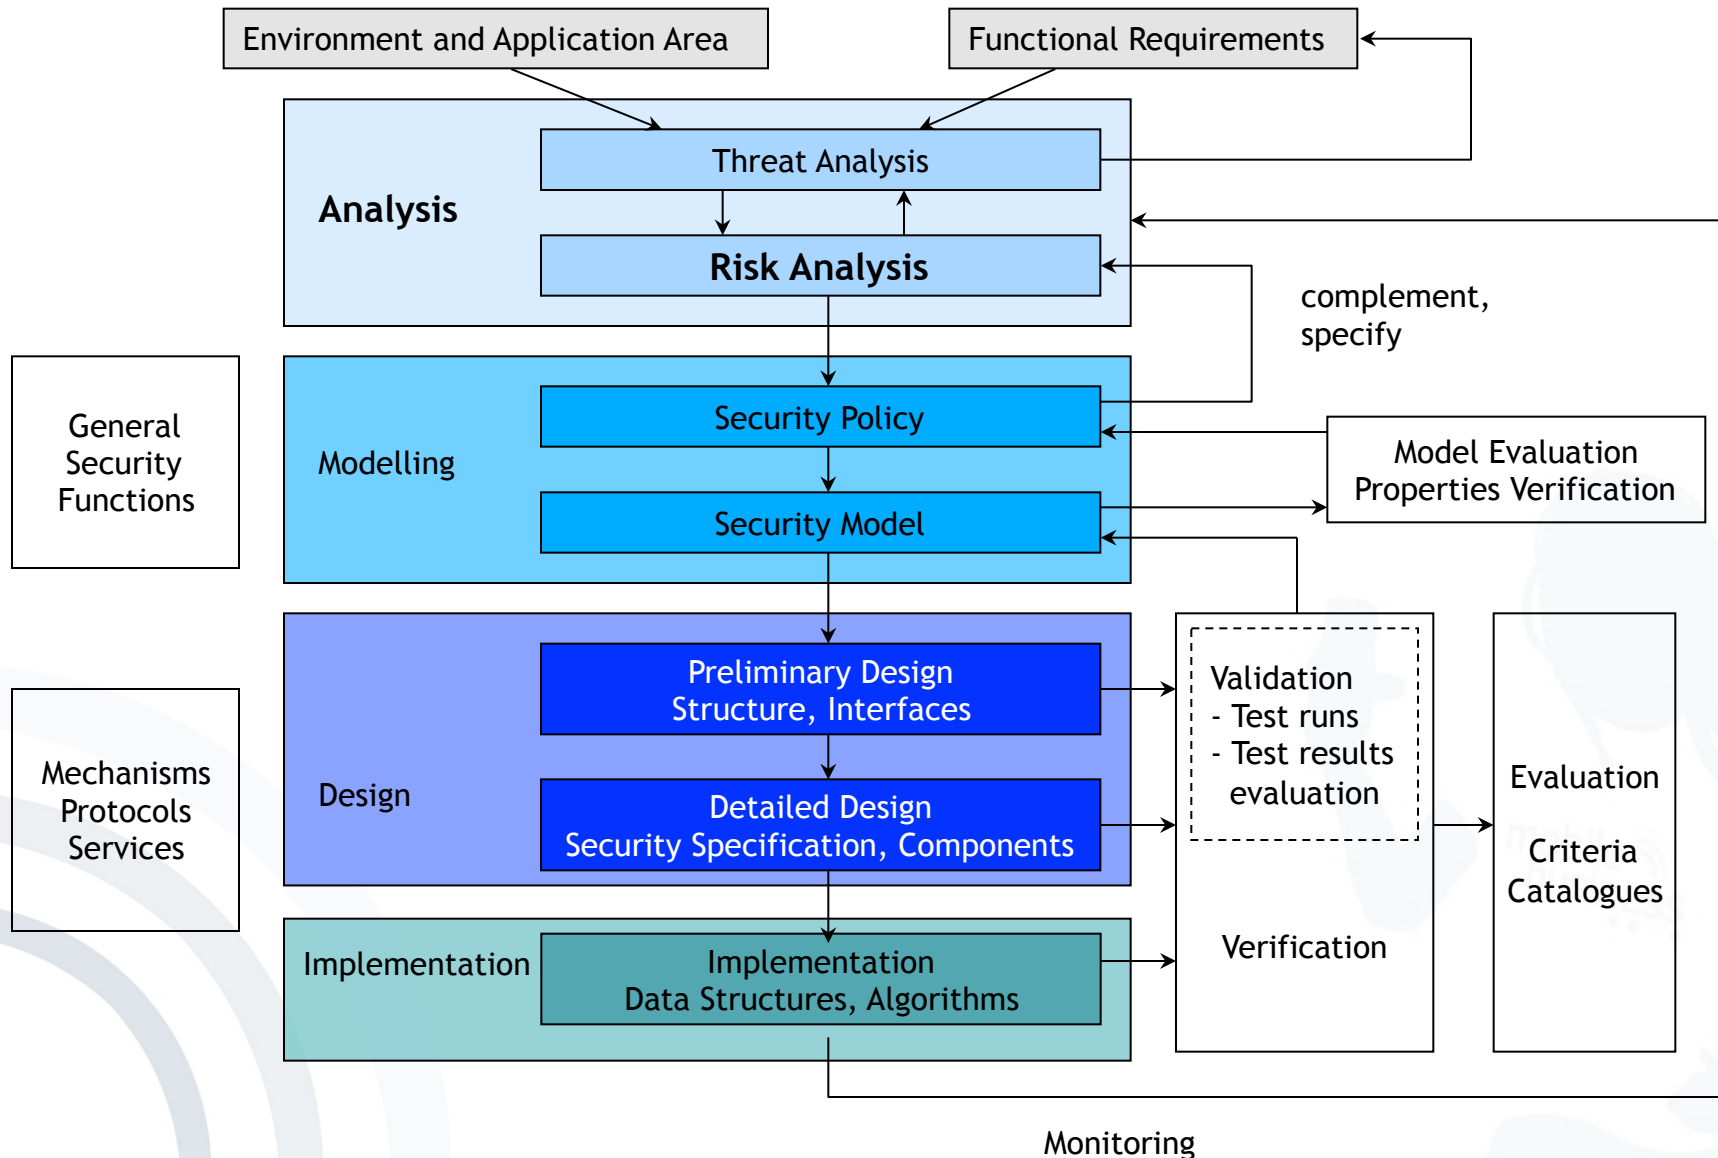 Environment and Application Area
Functional Requirements
Threat Analysis
Analysis
Risk Analysis
complement,
specify
General
Security
Functions
Security Policy
Modelling
Model Evaluation
Properties Verification
Security Model
Preliminary Design
Structure, Interfaces
Validation
- Test runs
- Test results
evaluation
Mechanisms
Protocols
Services
Design
Detailed Design
Security Specification, Components
Evaluation
Criteria
Catalogues
Verification
Implementation
Implementation
Data Structures, Algorithms
Monitoring